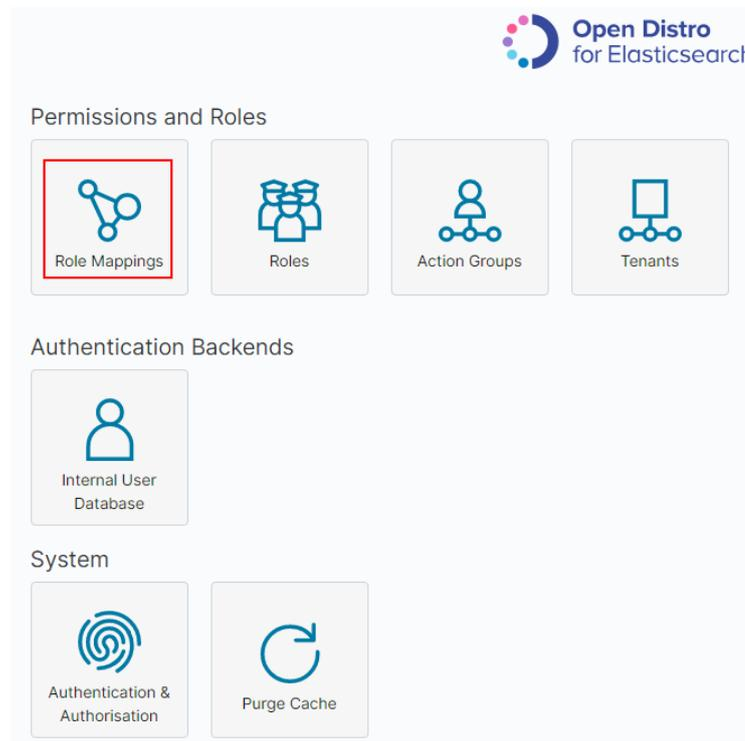 Open Distro
for Elasticsearch
Permissions and Roles
Role Mappings
Roles
Action Groups
Tenants
Authentication Backends
Internal User
Database
System
Authentication &
Authorisation
Purge Cache